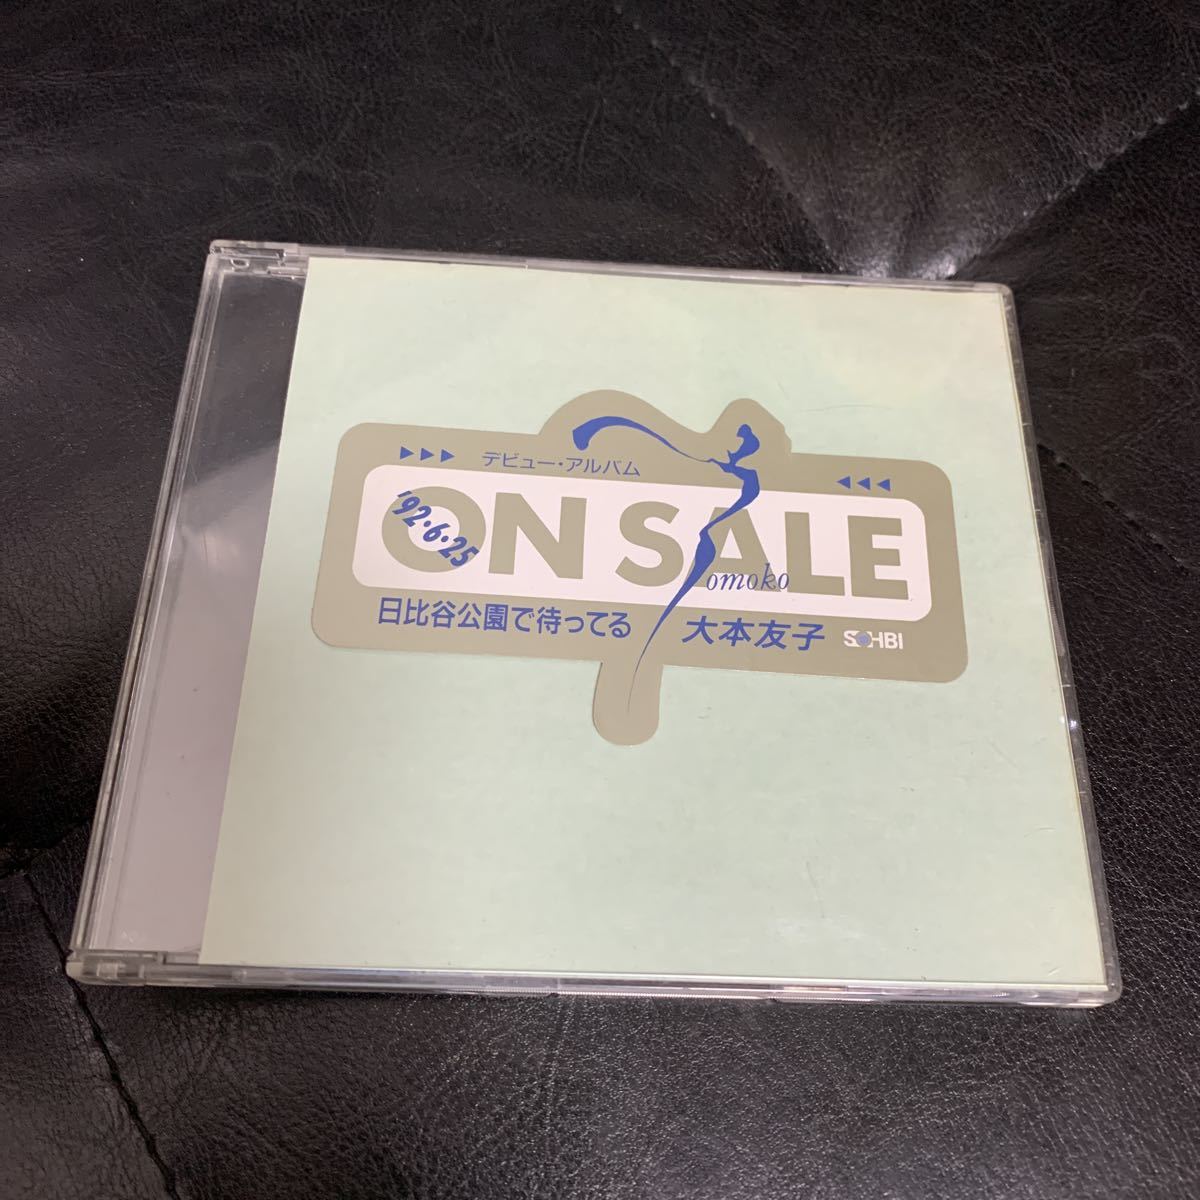 ▶▶▶ デビュー・アルバム ◀◀◀
'92・6・25
ON SALE
omoko
日比谷公園で待ってる 大本友子 SOHBI